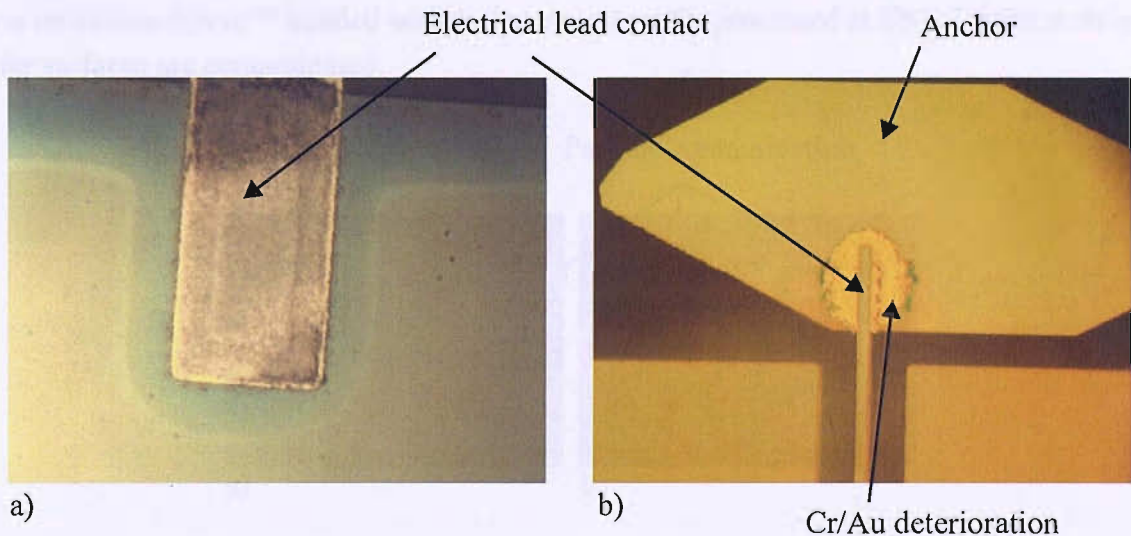 Electrical lead contact
Anchor
a)
b)
Cr/Au deterioration